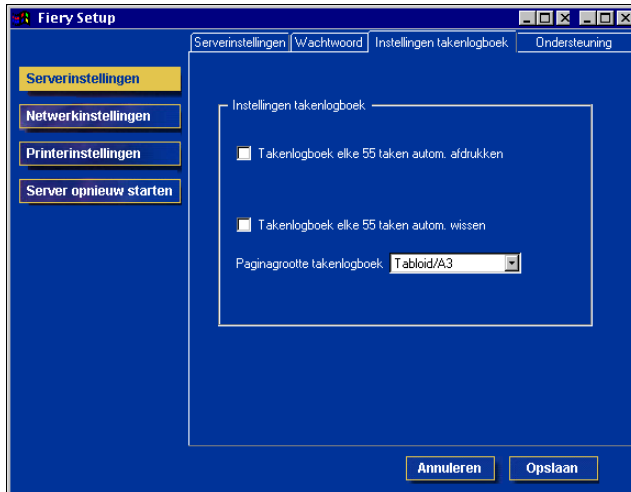 Fiery Setup
Serverinstellingen
Wachtwoord
Instellingen takenlogboek
Ondersteuning
Serverinstellingen
Netwerkinstellingen
Printerinstellingen
Server opnieuw starten
Instellingen takenlogboek
Takenlogboek elke 55 taken autom. afdrukken
Takenlogboek elke 55 taken autom. wissen
Paginagrootte takenlogboek Tabloid/A3
Annuleren
Opslaan